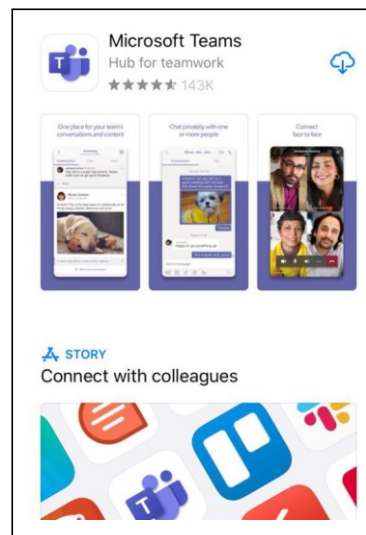 Microsoft Teams
Hub for teamwork
143K
One place for your team's
conversations and content
Chat privately with one
or more people
Connect
face to face
STORY
Connect with colleagues